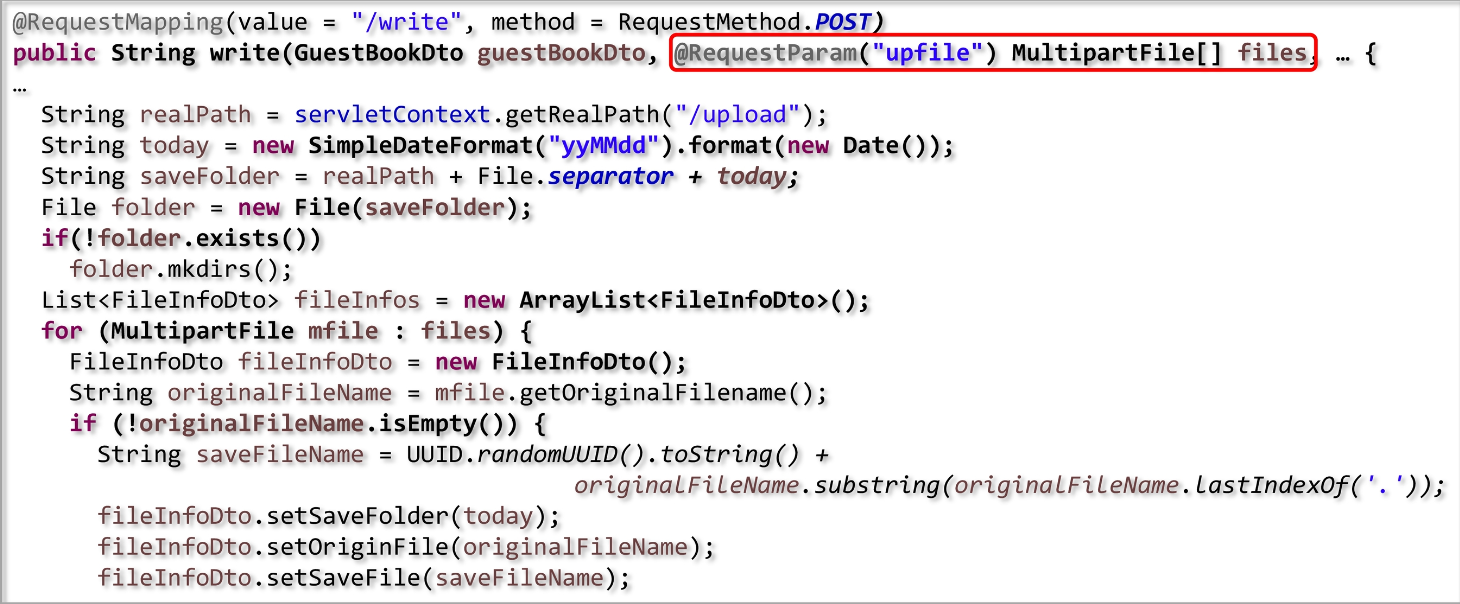 @RequestMapping(value = "/write", method = RequestMethod.POST)
public String write(GuestBookDto guestBookDto, @RequestParam("upfile") MultipartFile[] files, … {
…
String realPath = servletContext.getRealPath("/upload");
String today = new SimpleDateFormat("yyMMdd").format(new Date());
String saveFolder = realPath + File.separator + today;
File folder = new File(saveFolder);
if(!folder.exists())
folder.mkdirs();
List<FileInfoDto> fileInfos = new ArrayList<FileInfoDto>();
for (MultipartFile mfile : files) {
FileInfoDto fileInfoDto = new FileInfoDto();
String originalFileName = mfile.getOriginalFilename();
if (!originalFileName.isEmpty()) {
String saveFileName = UUID.randomUUID().toString() +
originalFileName.substring(originalFileName.lastIndexOf('.'));
fileInfoDto.setSaveFolder(today);
fileInfoDto.setOriginFile(originalFileName);
fileInfoDto.setSaveFile(saveFileName);